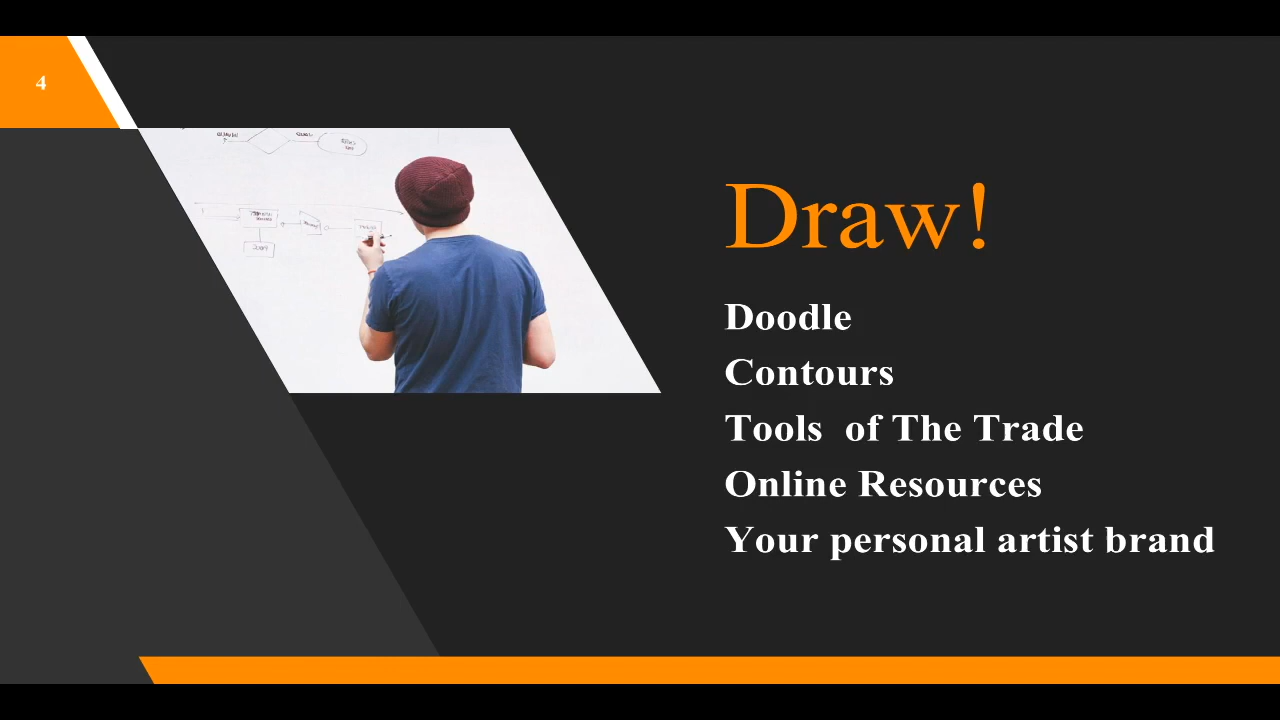 4
Draw!
Doodle
Contours
Tools  of The Trade
Online Resources
Your personal artist brand